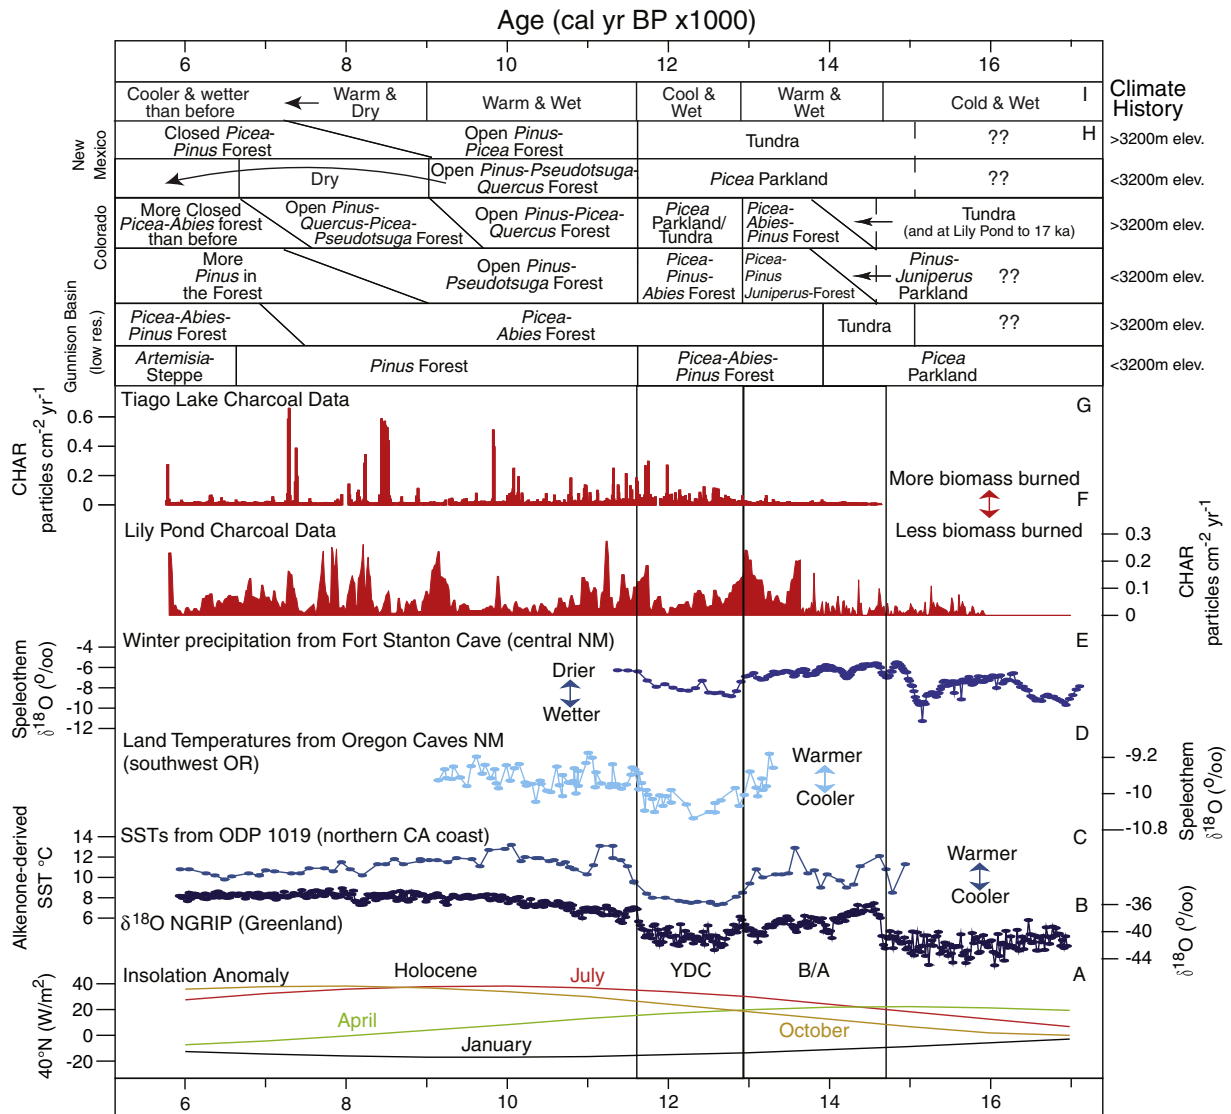 Age (cal yr BP x1000)
6 8 10 12 14 16
Cooler & wetter
than before
Warm &
Dry
Warm & Wet
Cool &
Wet
Warm &
Wet
Cold & Wet
I
Climate
History
New
Mexico
Closed Picea-
Pinus Forest
Open Pinus-
Picea Forest
Tundra
??
H
>3200m elev.
Dry
Open Pinus-Pseudotsuga-
Quercus Forest
Picea Parkland
??
<3200m elev.
Colorado
More Closed
Picea-Abies forest
than before
Open Pinus-
Quercus-Picea-
Pseudotsuga Forest
Open Pinus-Picea-
Quercus Forest
Picea
Parkland/
Tundra
Picea-
Abies-
Pinus Forest
Tundra
(and at Lily Pond to 17 ka)
>3200m elev.
More
Pinus in
the Forest
Open Pinus-
Pseudotsuga Forest
Picea-
Pinus-
Abies Forest
Picea-
Pinus
Juniperus-Forest
Pinus-
Juniperus
Parkland
??
<3200m elev.
Gunnison Basin
(low res.)
Picea-Abies-
Pinus Forest
Picea-
Abies Forest
Tundra
??
>3200m elev.
Artemisia-
Steppe
Pinus Forest
Picea-Abies-
Pinus Forest
Picea
Parkland
<3200m elev.
Tiago Lake Charcoal Data
G
CHAR
particles cm-2 yr-1
0.6
0.4
0.2
0
More biomass burned
F
Less biomass burned
Lily Pond Charcoal Data
0.3
0.2
0.1
0
CHAR
particles cm-2 yr-1
Winter precipitation from Fort Stanton Cave (central NM)
E
Speleothem
δ18O (o/oo)
-4
-6
-8
-10
-12
Drier
Wetter
Land Temperatures from Oregon Caves NM
(southwest OR)
D
Warmer
Cooler
-9.2
-10
-10.8
Speleothem
δ18O (o/oo)
SSTs from ODP 1019 (northern CA coast)
C
Alkenone-derived
SST °C
14
12
10
8
6
Warmer
Cooler
B
δ18O NGRIP (Greenland)
-36
-40
-44
δ18O (o/oo)
Insolation Anomaly
Holocene
July
YDC
B/A
A
40°N (W/m2)
40
20
0
-20
April
October
January
6 8 10 12 14 16